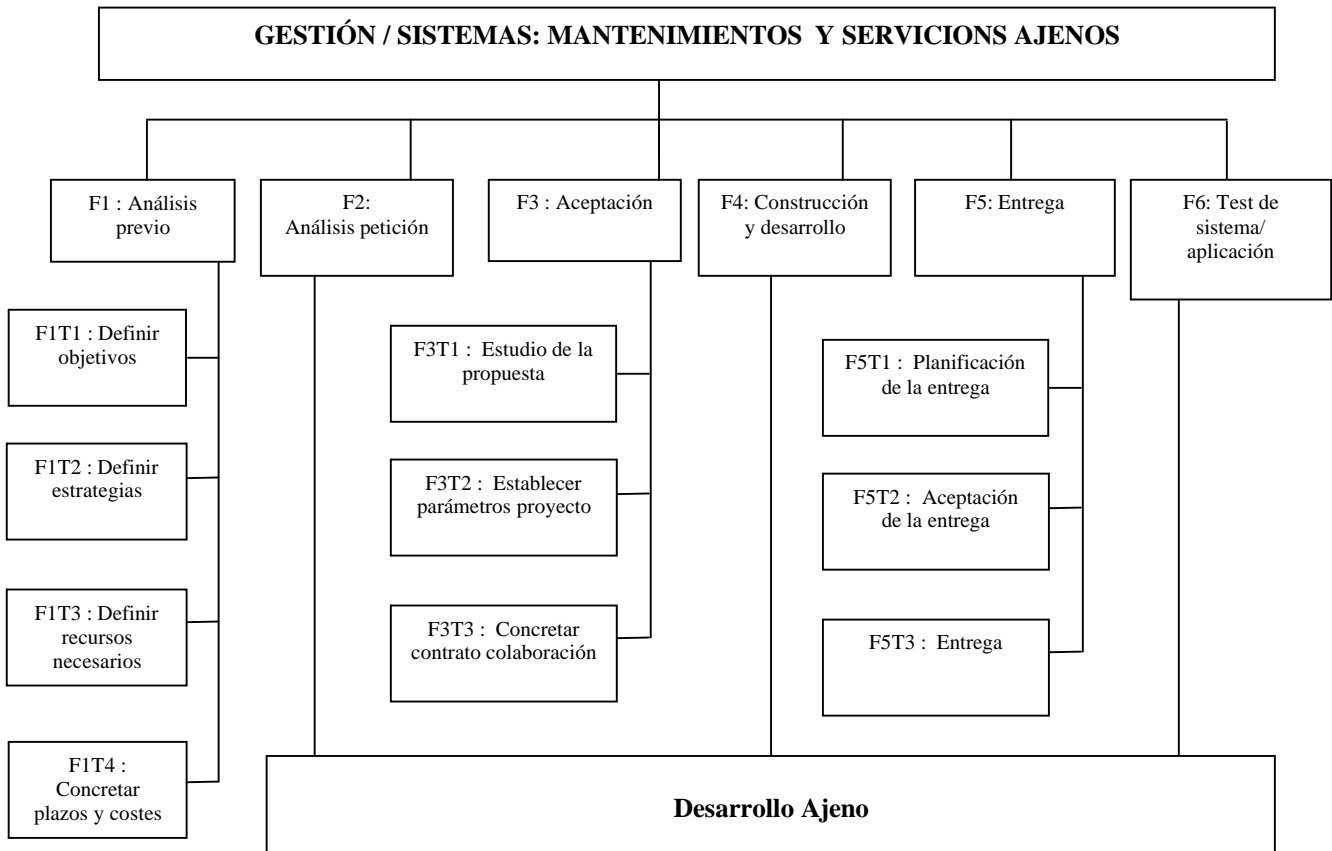 GESTIÓN / SISTEMAS: MANTENIMIENTOS Y SERVICIONS AJENOS
F1 : Análisis
previo
F2:
Análisis petición
F3 : Aceptación
F4: Construcción
y desarrollo
F5: Entrega
F6: Test de
sistema/
aplicación
F1T1 : Definir
objetivos
F1T2 : Definir
estrategias
F1T3 : Definir
recursos
necesarios
F1T4 :
Concretar
plazos y costes
F3T1 : Estudio de la
propuesta
F3T2 : Establecer
parámetros proyecto
F3T3 : Concretar
contrato colaboración
F5T1 : Planificación
de la entrega
F5T2 : Aceptación
de la entrega
F5T3 : Entrega
Desarrollo Ajeno